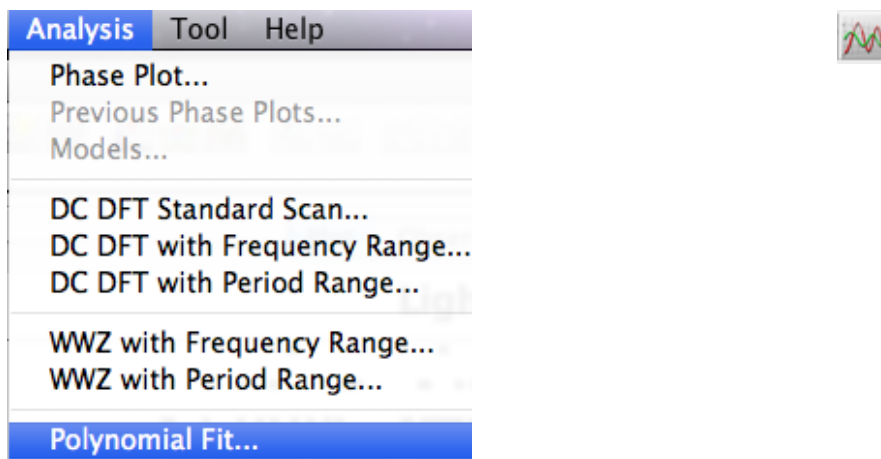 Analysis Tool Help
Phase Plot...
Previous Phase Plots...
Models...
DC DFT Standard Scan...
DC DFT with Frequency Range...
DC DFT with Period Range...
WWZ with Frequency Range...
WWZ with Period Range...
Polynomial Fit...